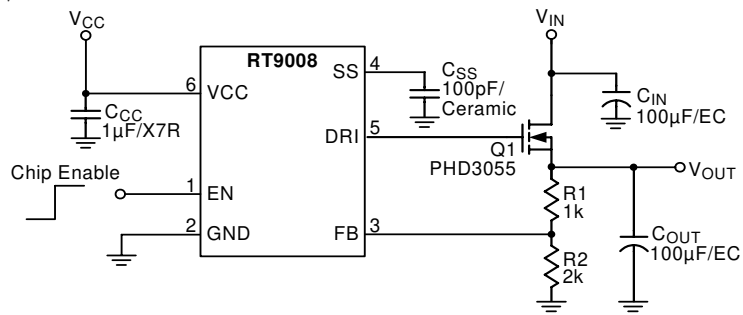 VCC
VIN
RT9008
SS 4
CSS
100pF/
Ceramic
6 VCC
CCC
1μF/X7R
CIN
100μF/EC
DRI 5
Q1
PHD3055
VOUT
Chip Enable
1 EN
R1
1k
2 GND
FB 3
COUT
100μF/EC
R2
2k